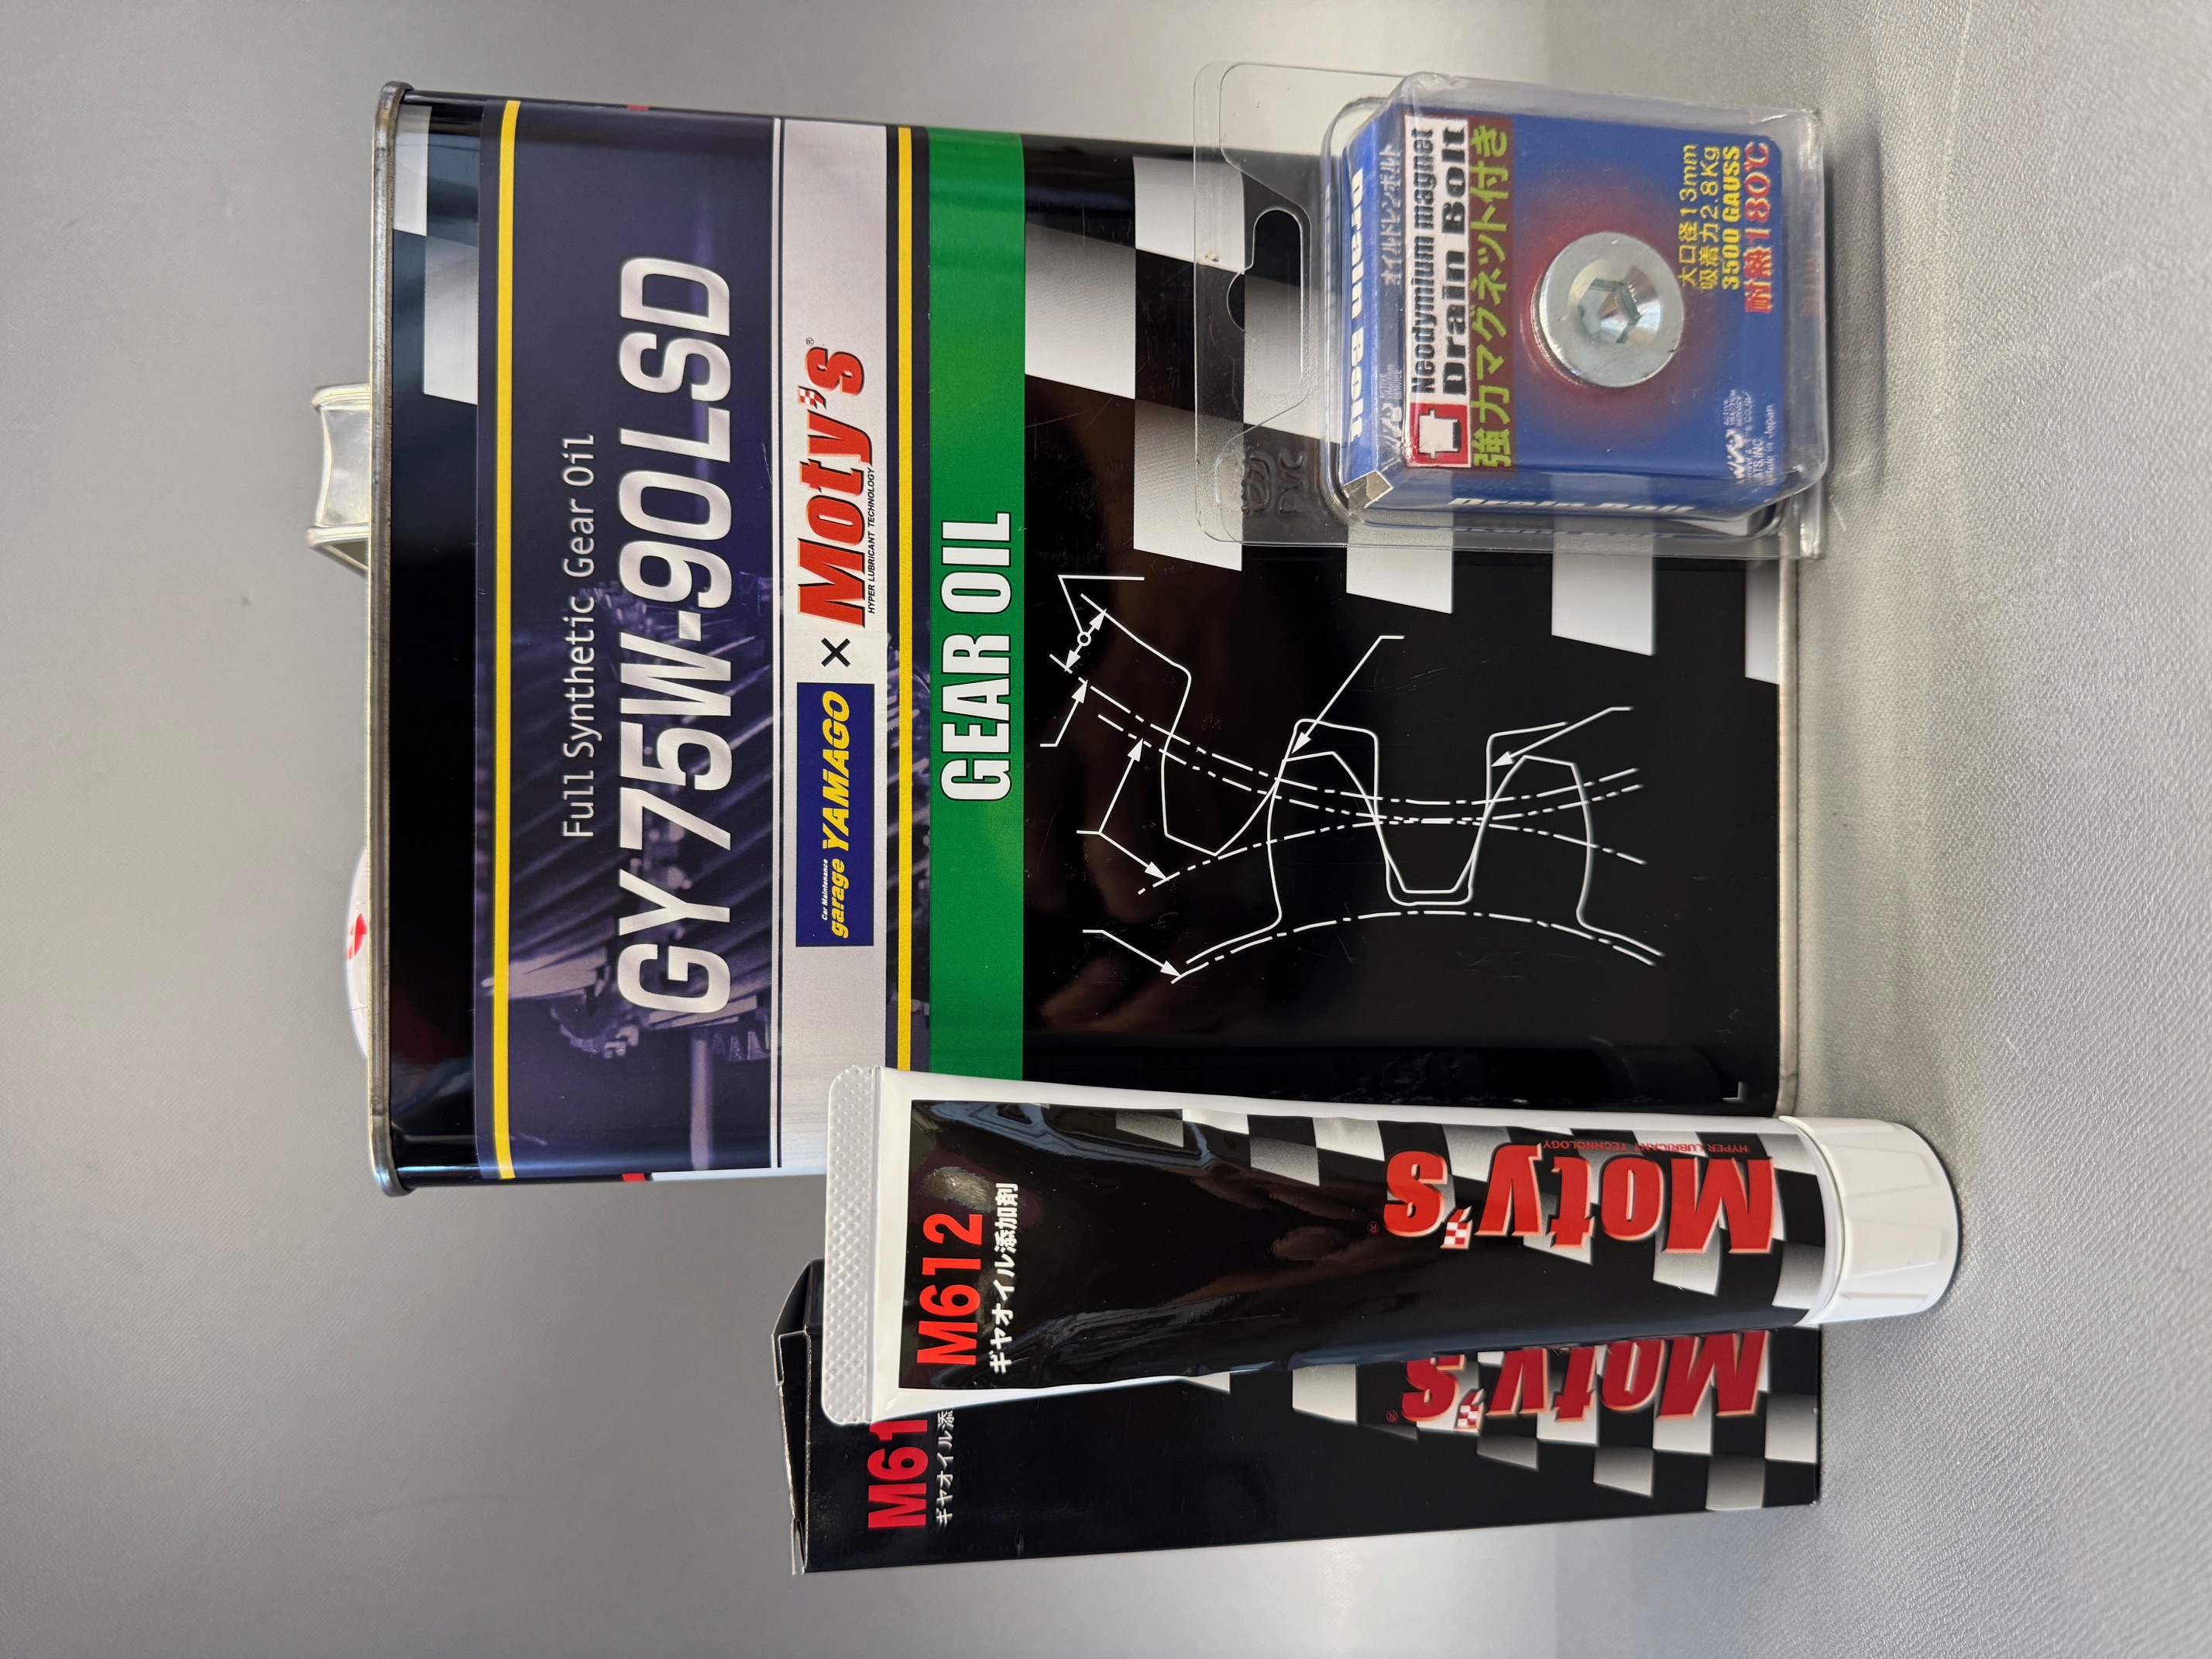 Full Synthetic Gear Oil
GY 75W-90LSD
Car Maintenance
garage YAMAGO
×
Moty's®
HYPER LUBRICANT TECHNOLOGY
GEAR OIL
M612
ギヤオイル添加剤
Moty's®
HYPER LUBRICANT TECHNOLOGY
M61
ギヤオイル添
Moty's®
オイルドレンボルト
Neodymium magnet
Drain Bolt
強力マグネット付き
大口径13mm
吸着力2.8Kg
3500 GAUSS
耐熱180℃
Drain Bolt